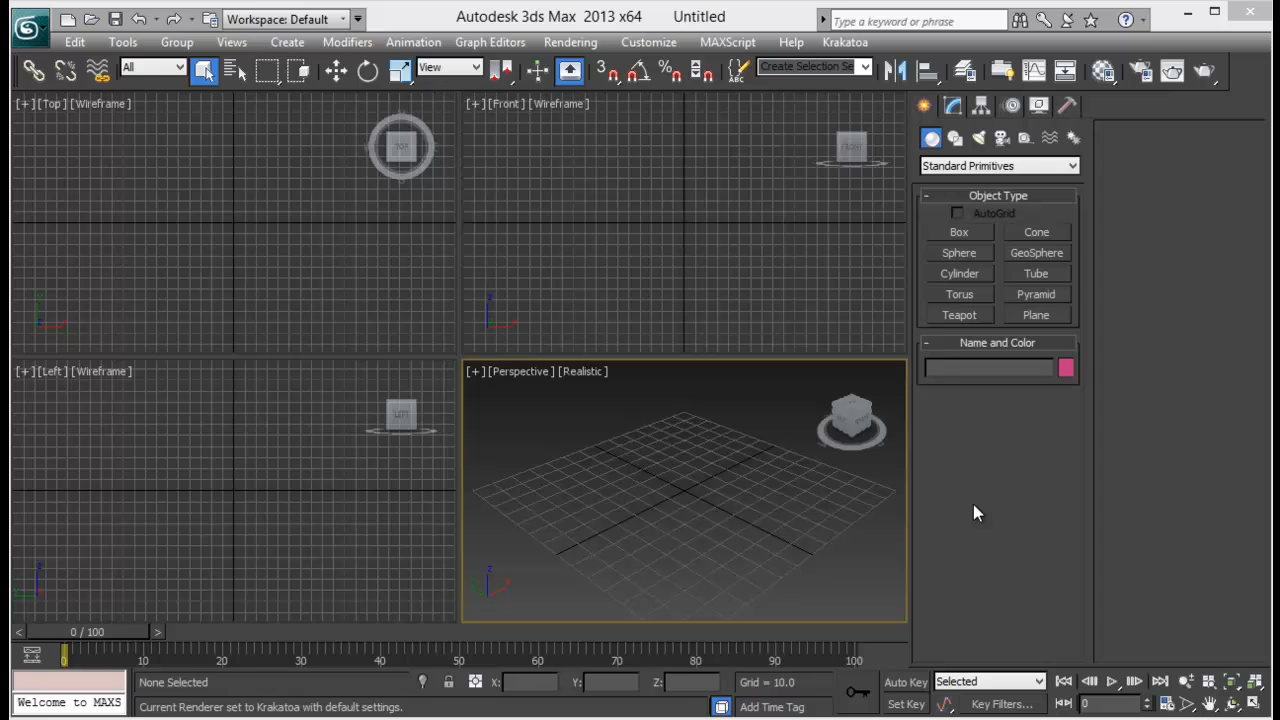 Workspace: Default
Autodesk 3ds Max 2013 x64 Untitled
Type a keyword or phrase
Edit Tools Group Views Create Modifiers Animation Graph Editors Rendering Customize MAXScript Help Krakatoa
All
View
3
Create Selection Se
[+][Top][Wireframe]
TOP
[+][Front][Wireframe]
FRONT
Standard Primitives
- Object Type
AutoGrid
Box Cone
Sphere GeoSphere
Cylinder Tube
Torus Pyramid
Teapot Plane
- Name and Color
[+][Left][Wireframe]
LEFT
[+][Perspective][Realistic]
z
x
< 0 / 100 >
0 10 20 30 40 50 60 70 80 90 100
Welcome to MAXS
None Selected
X: Y: Z: Grid = 10.0
Auto Key Selected
Current Renderer set to Krakatoa with default settings.
Add Time Tag
Set Key Key Filters... 0